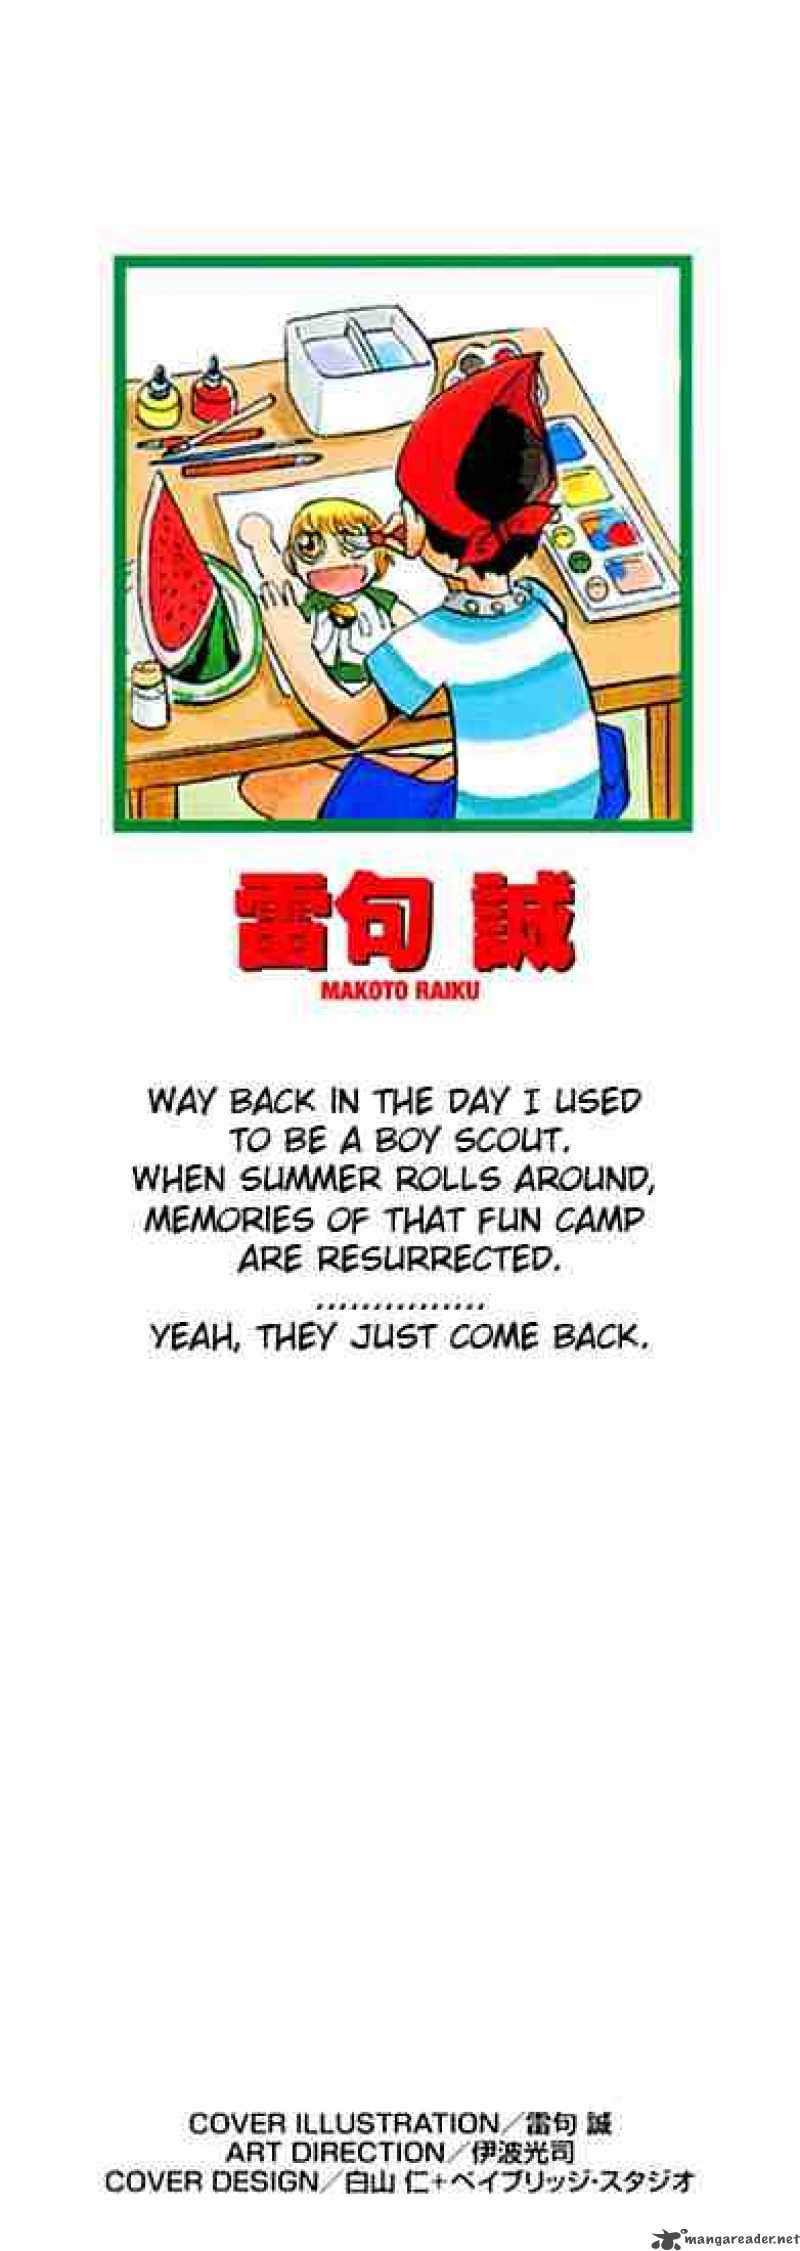 雷句 誠
MAKOTO RAIKU
WAY BACK IN THE DAY I USED
TO BE A BOY SCOUT.
WHEN SUMMER ROLLS AROUND,
MEMORIES OF THAT FUN CAMP
ARE RESURRECTED.
...............
YEAH, THEY JUST COME BACK.
COVER ILLUSTRATION／雷句 誠
ART DIRECTION／伊波光司
COVER DESIGN／白山 仁+ベイブリッジ・スタジオ
mangareader.net